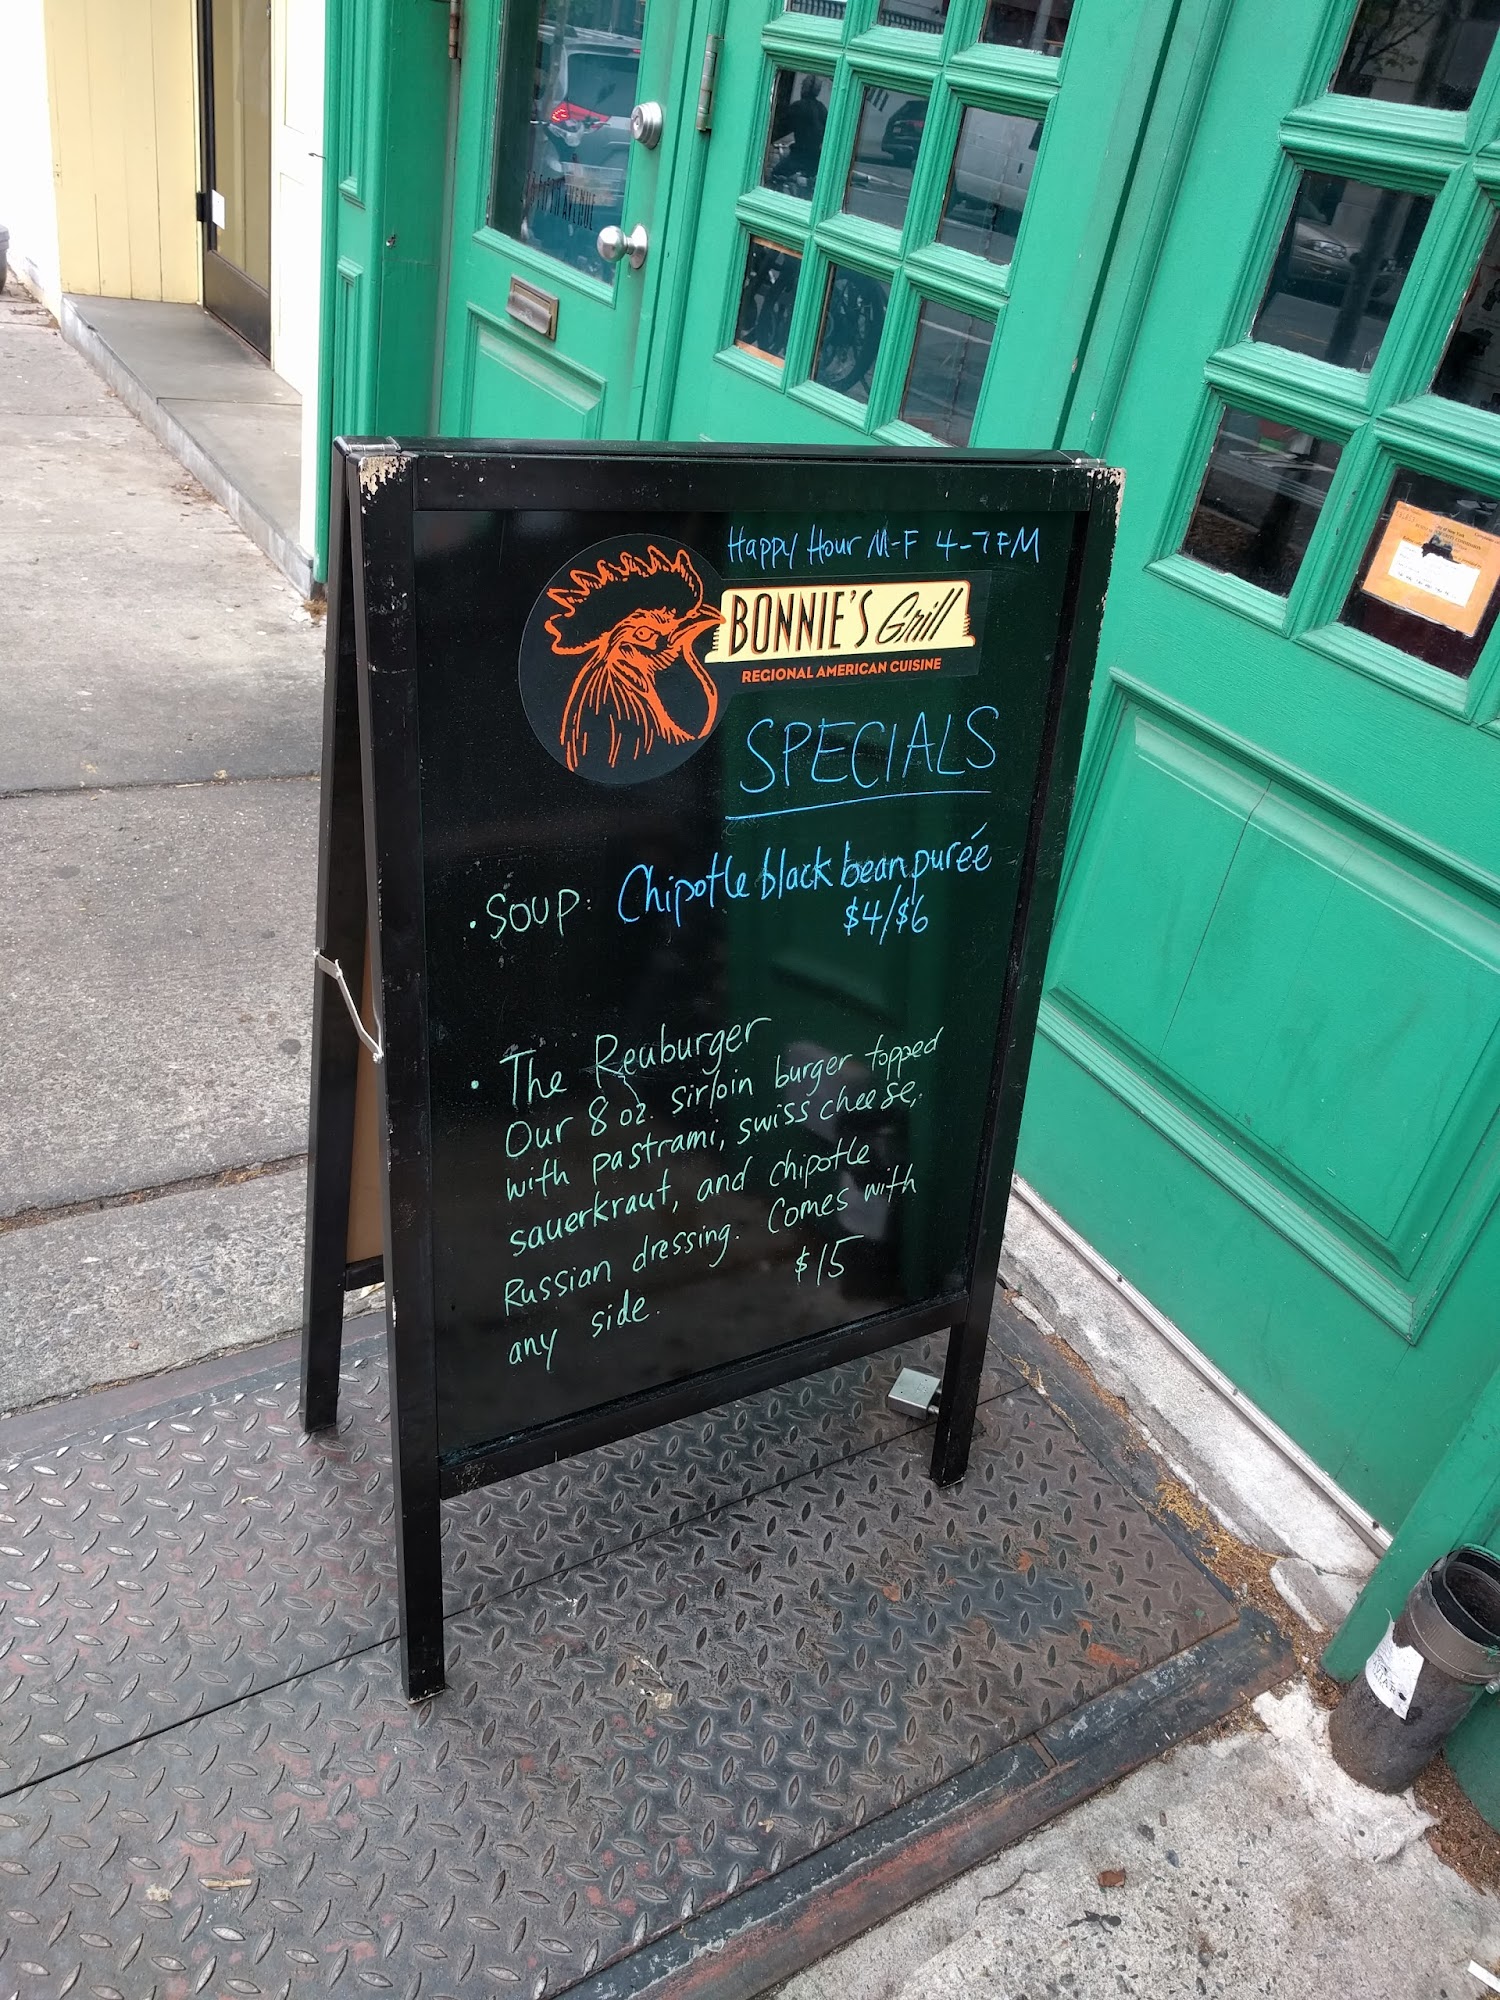 Happy Hour M-F 4-7PM
BONNIE'S Grill
REGIONAL AMERICAN CUISINE
SPECIALS
• SOUP: Chipotle black bean purée
$4/$6
• The Reuburger
Our 8 oz. sirloin burger topped
with pastrami, swiss cheese,
sauerkraut, and chipotle
Russian dressing. Comes with
any side.
$15
AVENUE